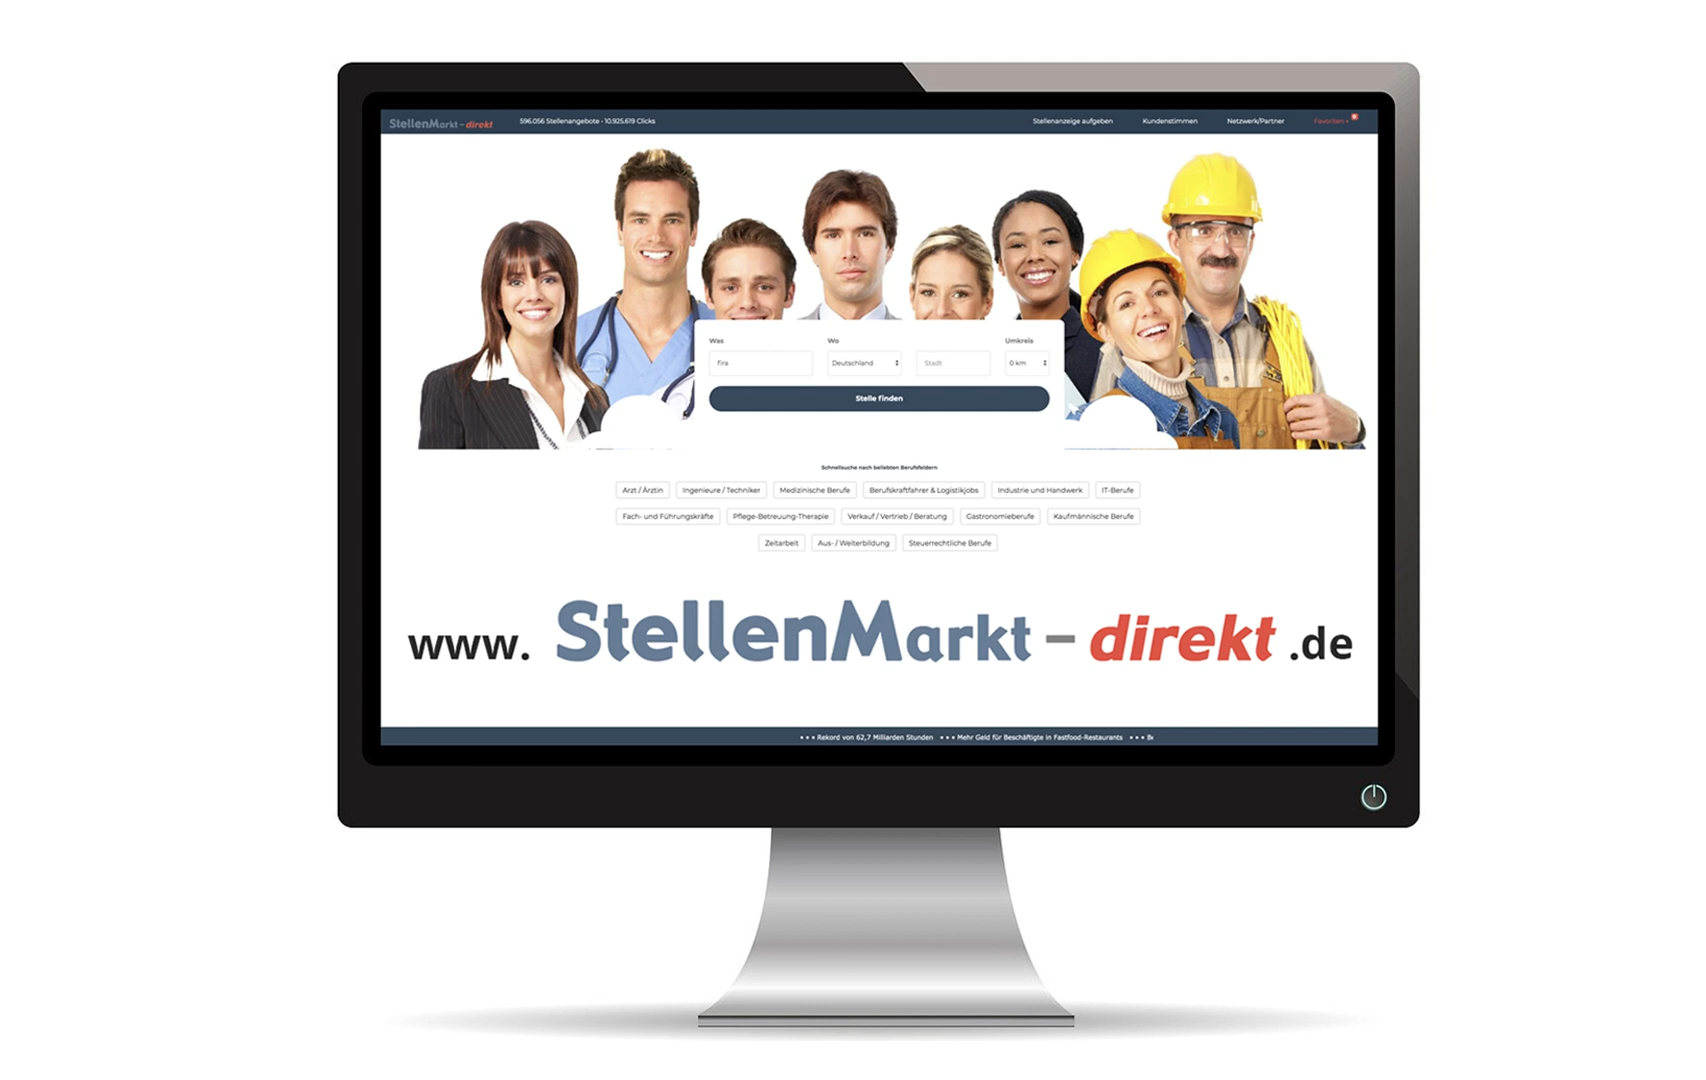 StellenMarkt - direkt 596.056 Stellenangebote - 10.925.619 Clicks Stellenanzeige aufgeben Kundenstimmen Netzwerk/Partner Favoriten
Was Wo Umkreis
fira Deutschland Stadt 0 km
Stelle finden
Schnellsuche nach beliebten Berufsfeldern
Arzt / Ärztin Ingenieure / Techniker Medizinische Berufe Berufskraftfahrer & Logistikjobs Industrie und Handwerk IT-Berufe
Fach- und Führungskräfte Pflege-Betreuung-Therapie Verkauf / Vertrieb / Beratung Gastronomieberufe Kaufmännische Berufe
Zeitarbeit Aus- / Weiterbildung Steuerrechtliche Berufe
www. StellenMarkt - direkt .de
• • • Rekord von 62,7 Milliarden Stunden • • • Mehr Geld für Beschäftigte in Fastfood-Restaurants • • •